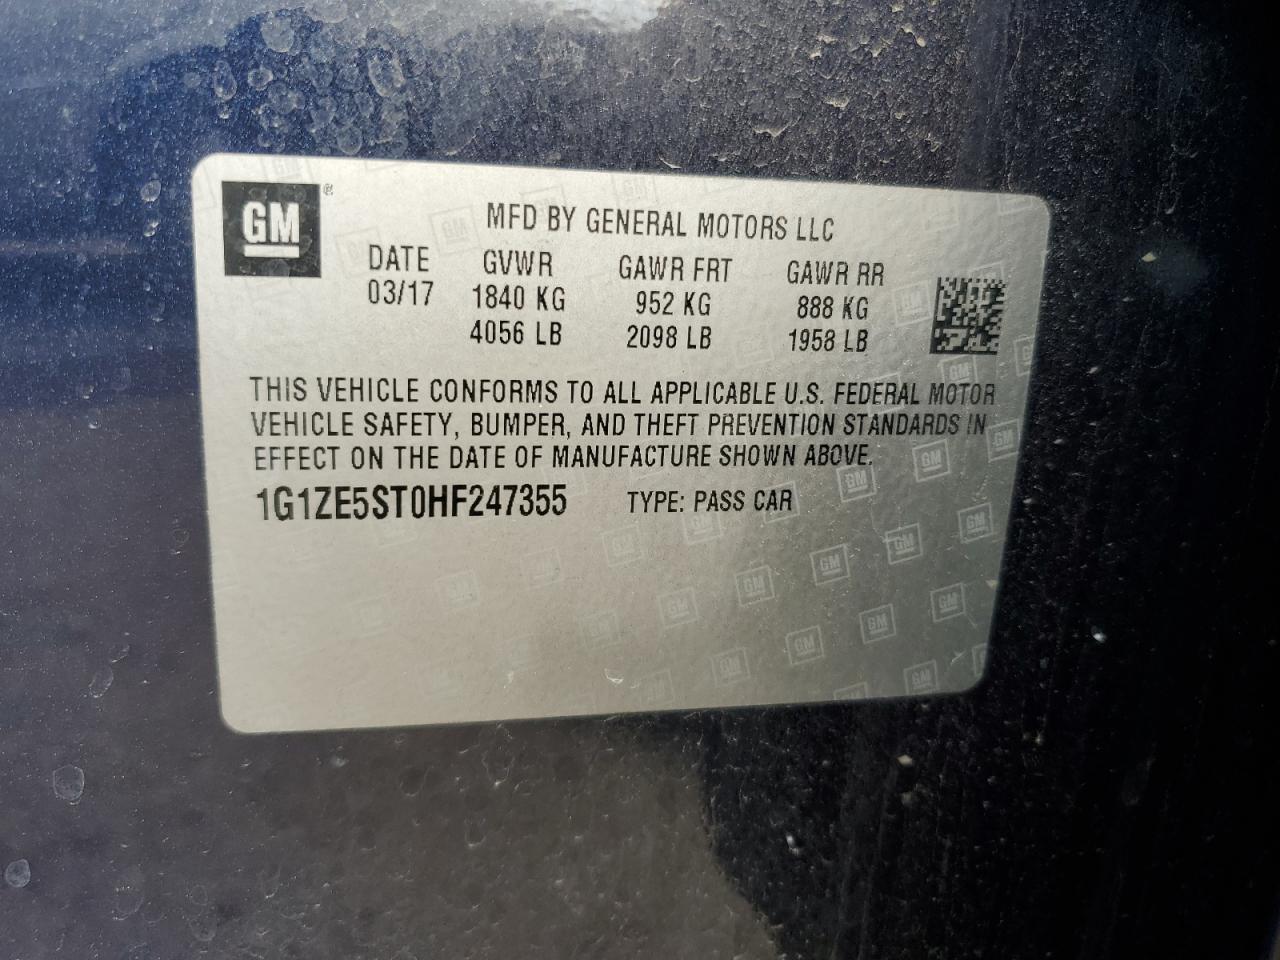 GM ®
MFD BY GENERAL MOTORS LLC
DATE GVWR GAWR FRT GAWR RR
03/17 1840 KG 952 KG 888 KG
4056 LB 2098 LB 1958 LB
THIS VEHICLE CONFORMS TO ALL APPLICABLE U.S. FEDERAL MOTOR
VEHICLE SAFETY, BUMPER, AND THEFT PREVENTION STANDARDS IN
EFFECT ON THE DATE OF MANUFACTURE SHOWN ABOVE.
1G1ZE5ST0HF247355 TYPE: PASS CAR